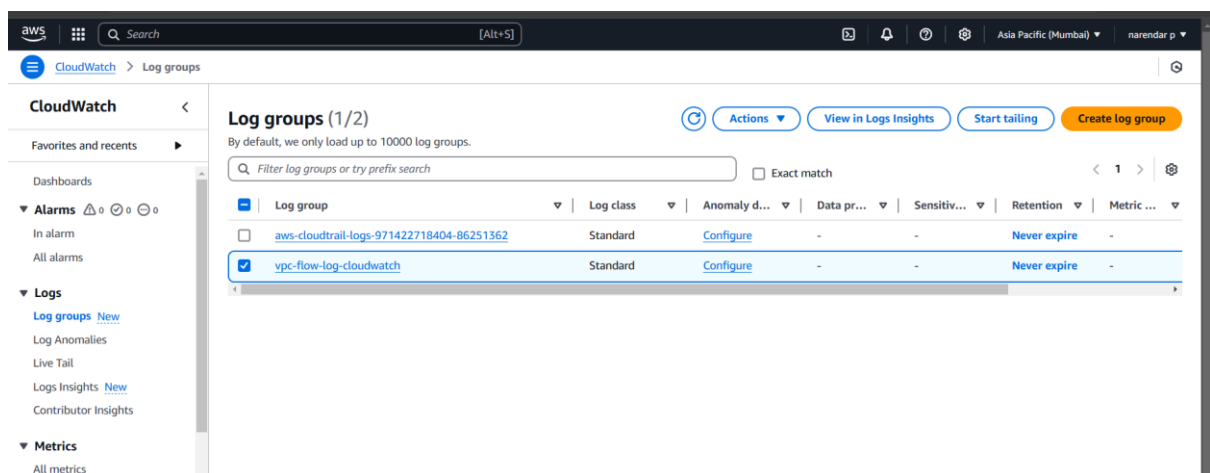 aws Search [Alt+S] Asia Pacific (Mumbai) narendar p
CloudWatch > Log groups
CloudWatch
Favorites and recents
Dashboards
Alarms 0 0 0
In alarm
All alarms
Logs
Log groups New
Log Anomalies
Live Tail
Logs Insights New
Contributor Insights
Metrics
All metrics
Log groups (1/2)
Actions View in Logs Insights Start tailing Create log group
By default, we only load up to 10000 log groups.
Filter log groups or try prefix search Exact match 1
Log group Log class Anomaly d... Data pr... Sensitiv... Retention Metric ...
aws-cloudtrail-logs-971422718404-86251362 Standard Configure - - Never expire -
vpc-flow-log-cloudwatch Standard Configure - - Never expire -